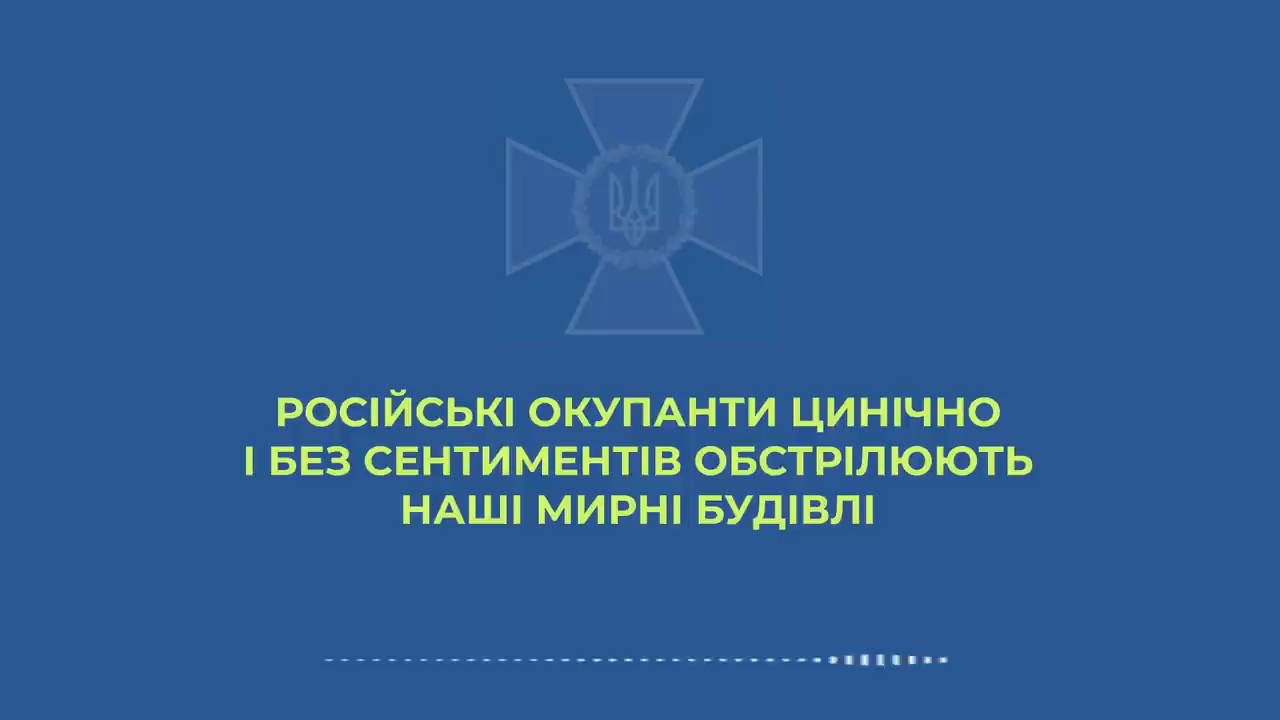 РОСІЙСЬКІ ОКУПАНТИ ЦИНІЧНО
І БЕЗ СЕНТИМЕНТІВ ОБСТРІЛЮЮТЬ
НАШІ МИРНІ БУДІВЛІ